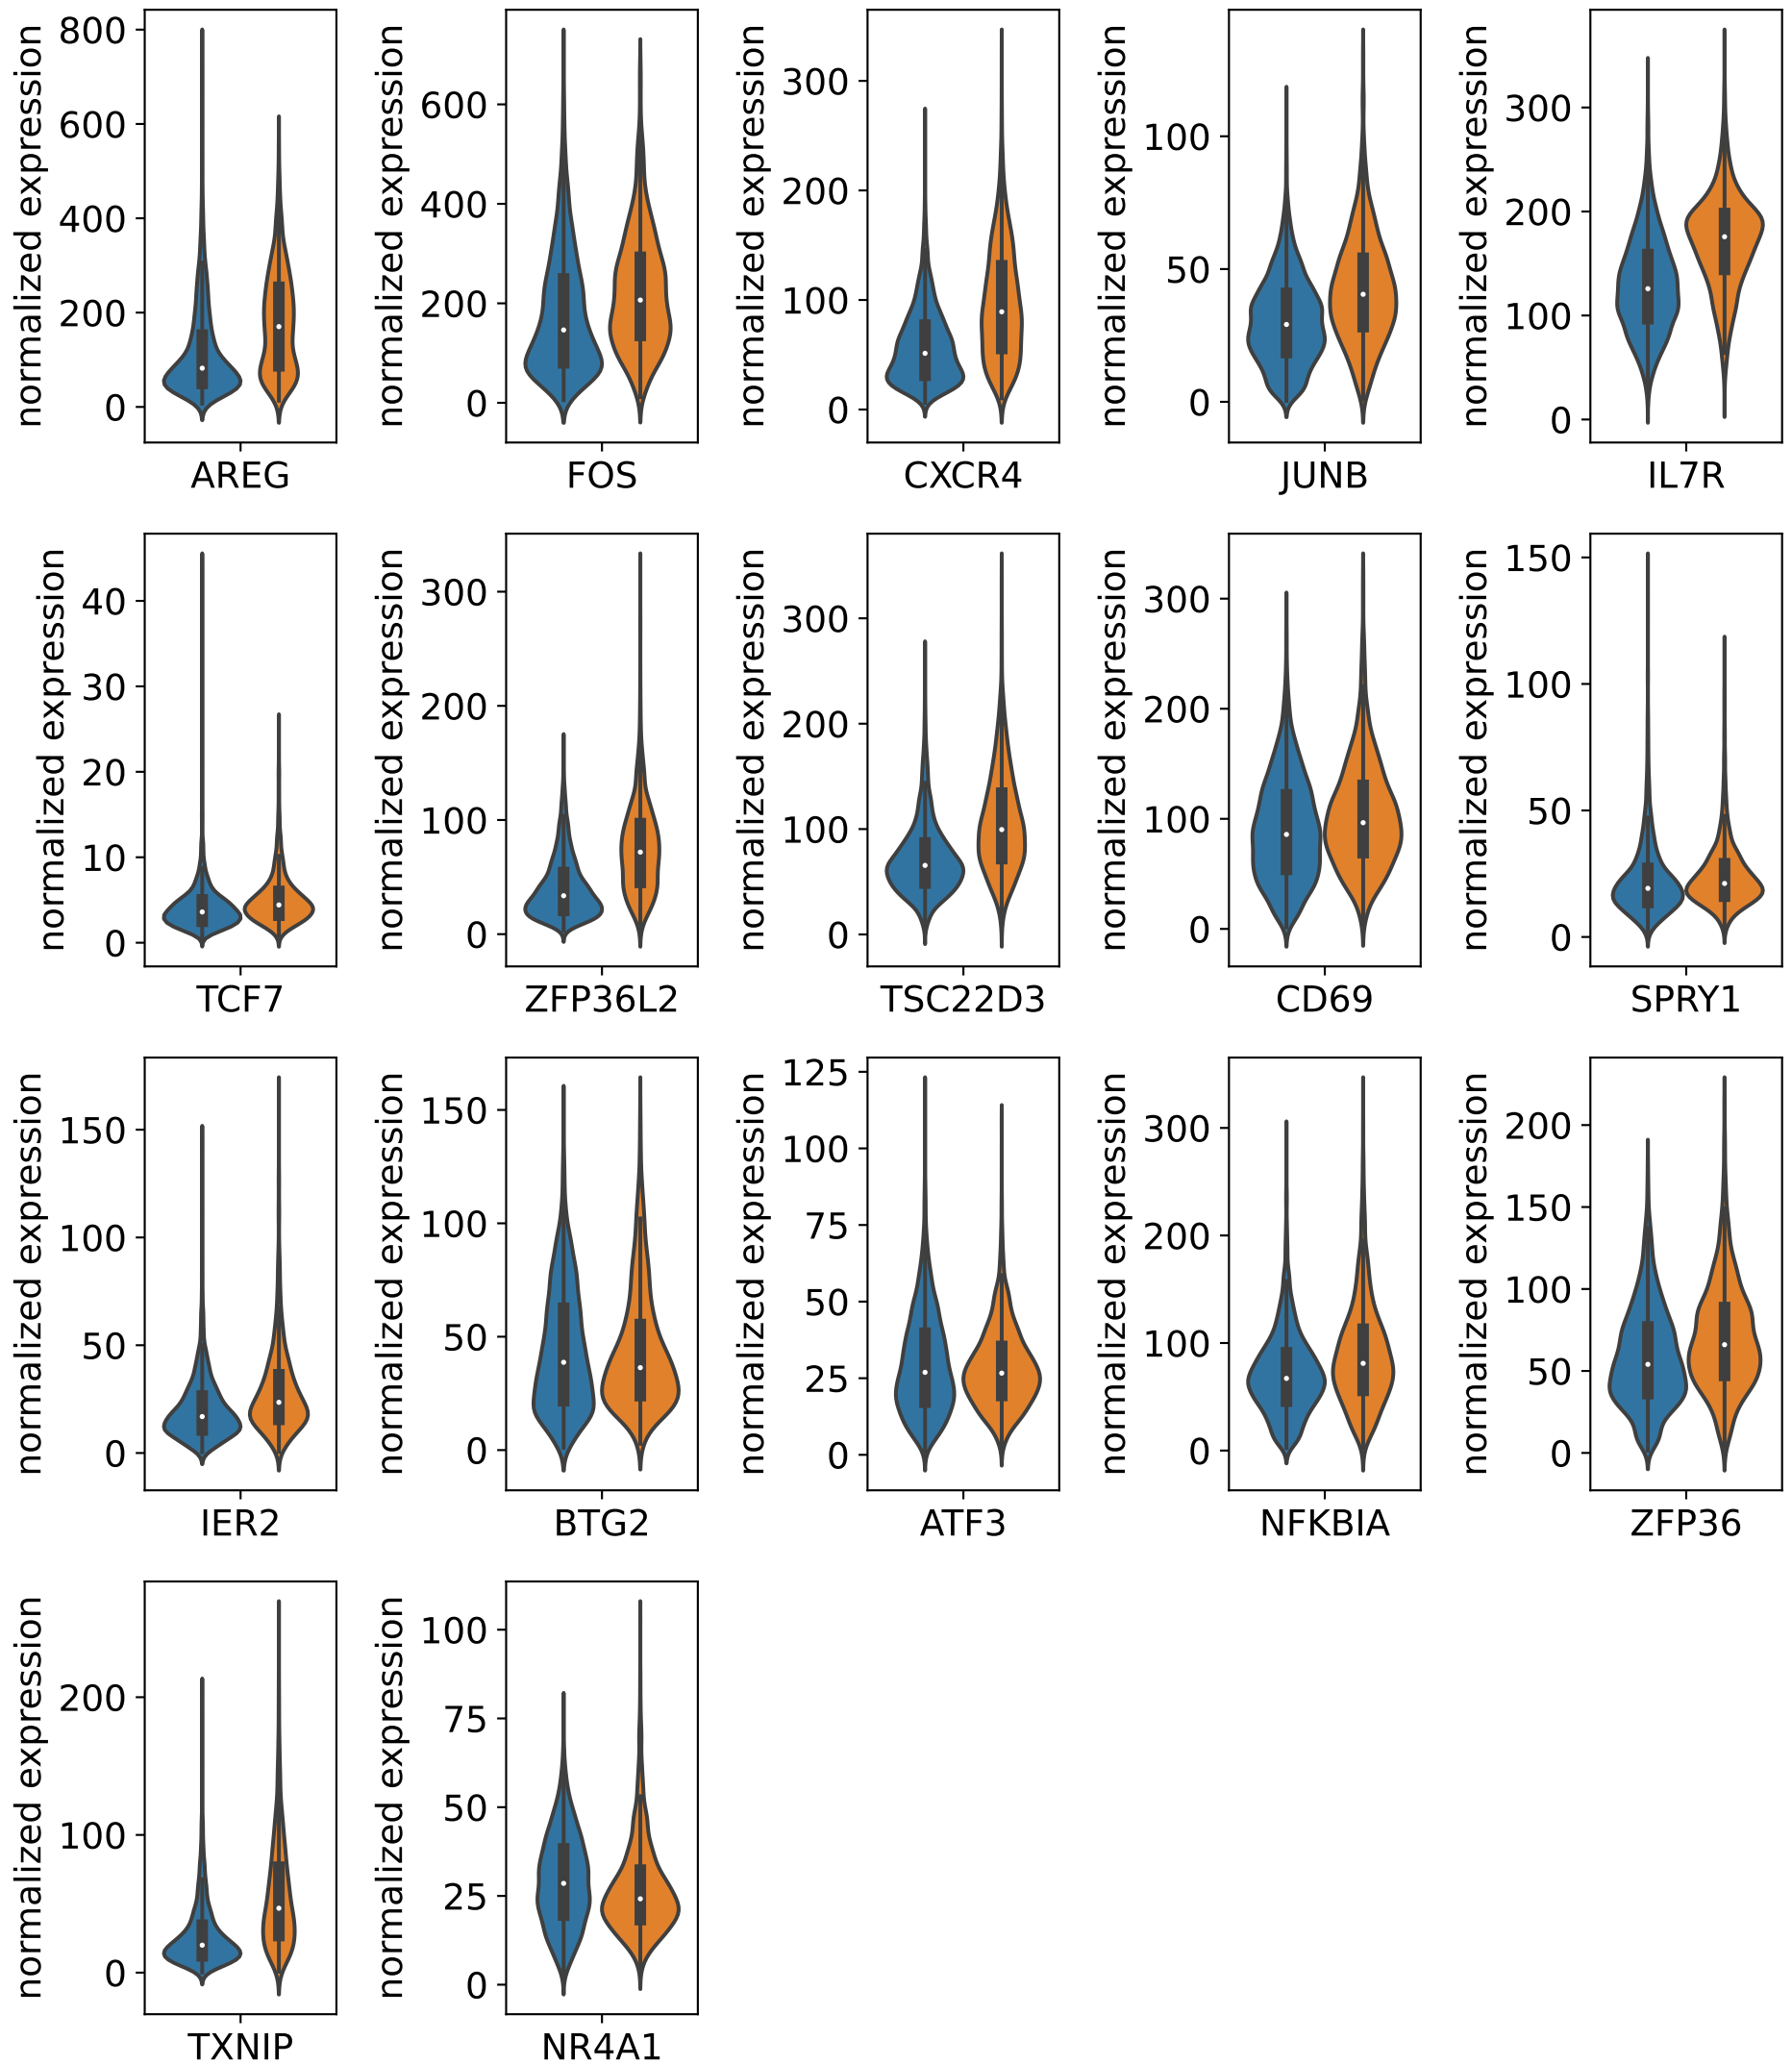 normalized expression
800
600
400
200
0
AREG
normalized expression
600
400
200
0
FOS
normalized expression
300
200
100
0
CXCR4
normalized expression
100
50
0
JUNB
normalized expression
300
200
100
0
IL7R
normalized expression
40
30
20
10
0
TCF7
normalized expression
300
200
100
0
ZFP36L2
normalized expression
300
200
100
0
TSC22D3
normalized expression
300
200
100
0
CD69
normalized expression
150
100
50
0
SPRY1
normalized expression
150
100
50
0
IER2
normalized expression
150
100
50
0
BTG2
normalized expression
125
100
75
50
25
0
ATF3
normalized expression
300
200
100
0
NFKBIA
normalized expression
200
150
100
50
0
ZFP36
normalized expression
200
100
0
TXNIP
normalized expression
100
75
50
25
0
NR4A1